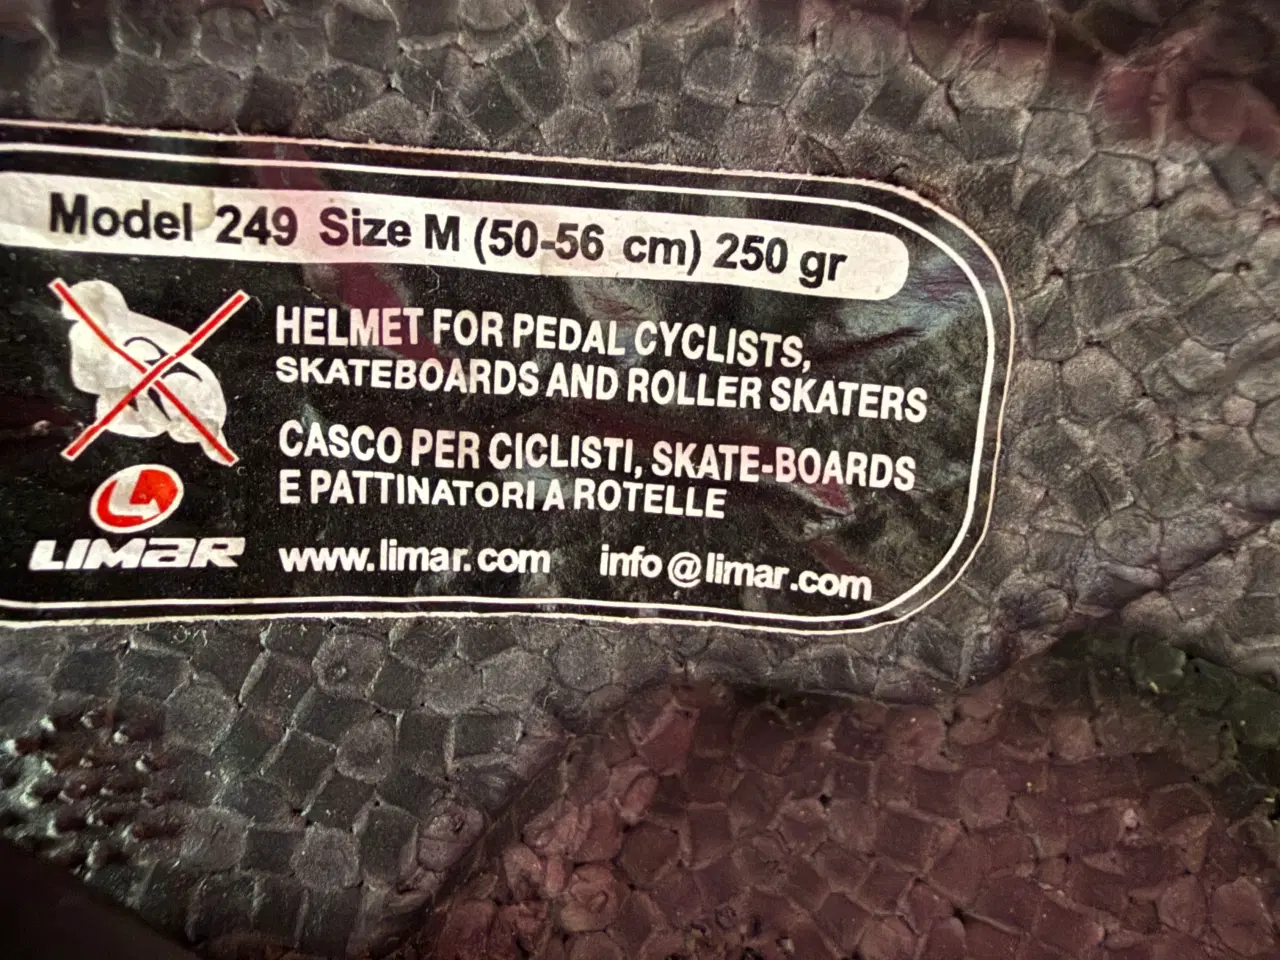 Model 249 Size M (50-56 cm) 250 gr
HELMET FOR PEDAL CYCLISTS,
SKATEBOARDS AND ROLLER SKATERS
CASCO PER CICLISTI, SKATE-BOARDS
E PATTINATORI A ROTELLE
LIMAR www.limar.com info@limar.com